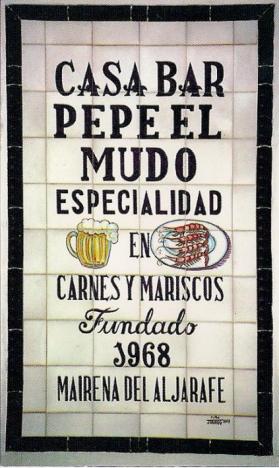 CASA BAR
PEPE EL
MUDO
ESPECIALIDAD
EN
CARNES Y MARISCOS
Fundado
1968
MAIRENA DEL ALJARAFE